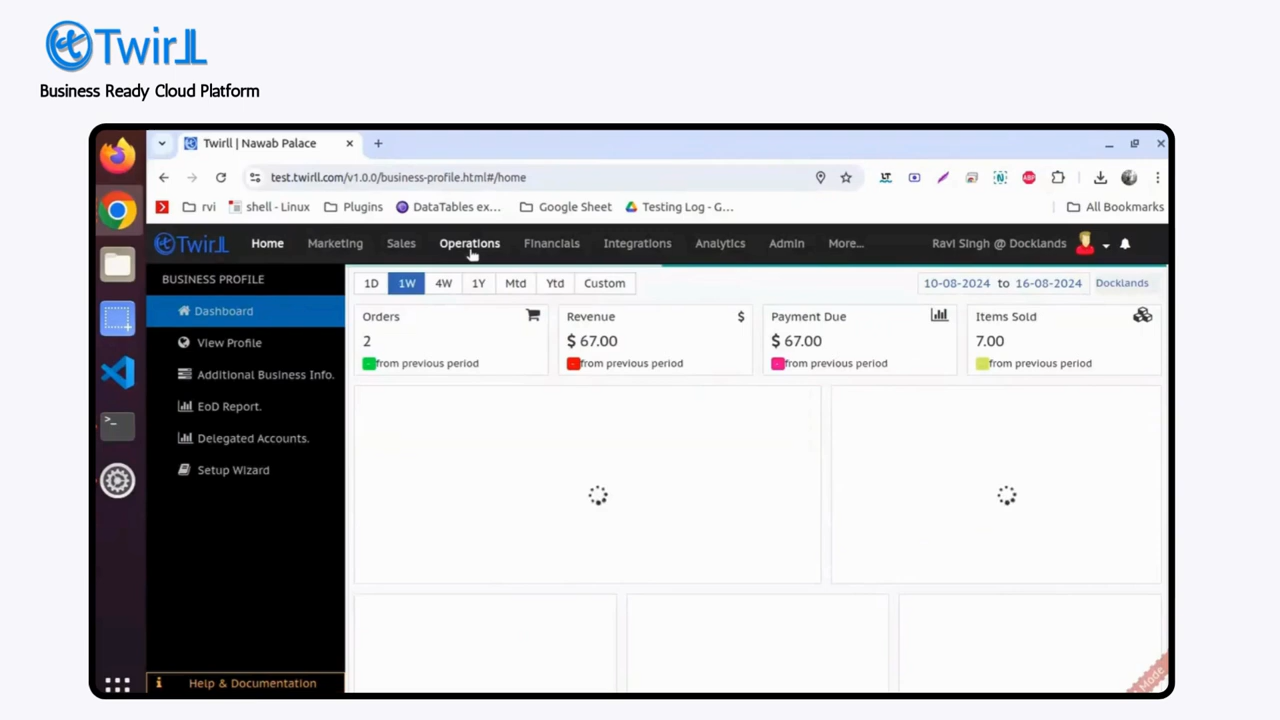 Twirll
Business Ready Cloud Platform
Twirll | Nawab Palace
test.twirll.com/v1.0.0/business-profile.html#/home
rvi shell - Linux Plugins DataTables ex... Google Sheet Testing Log - G... All Bookmarks
Twirll Home Marketing Sales Operations Financials Integrations Analytics Admin More... Ravi Singh @ Docklands
BUSINESS PROFILE
Dashboard
View Profile
Additional Business Info.
EoD Report.
Delegated Accounts.
Setup Wizard
Help & Documentation
1D 1W 4W 1Y Mtd Ytd Custom 10-08-2024 to 16-08-2024 Docklands
Orders
2
from previous period
Revenue $
$ 67.00
from previous period
Payment Due
$ 67.00
from previous period
Items Sold
7.00
from previous period
Mode